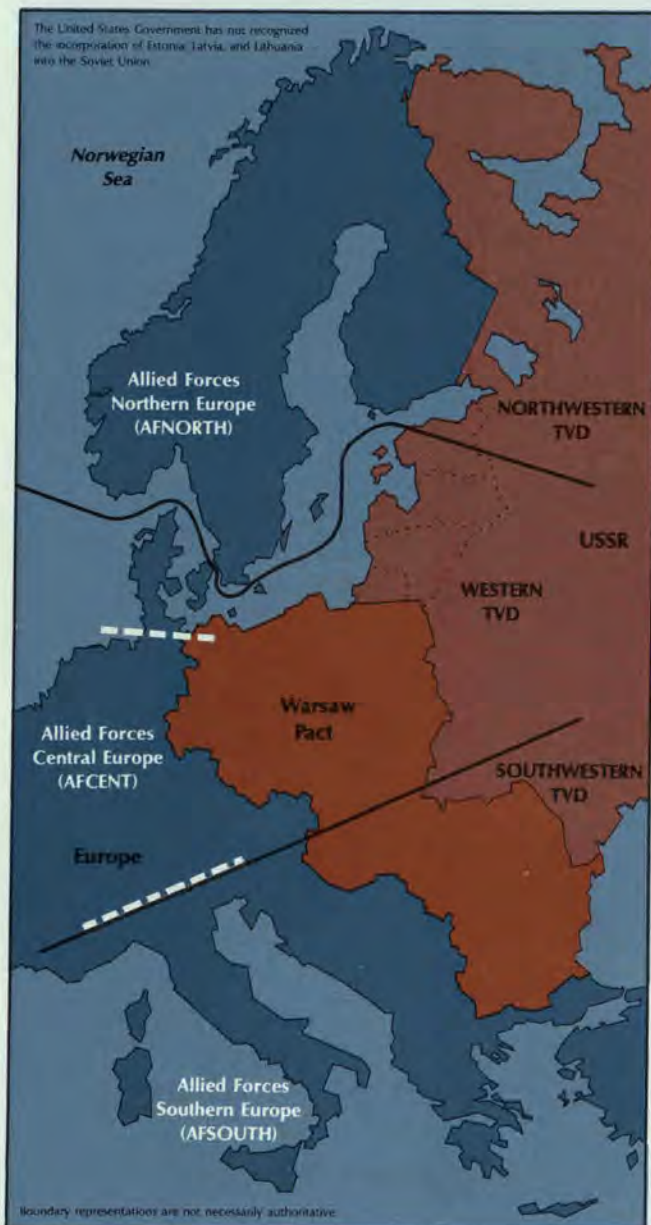 The United States Government has not recognized
the incorporation of Estonia, Latvia, and Lithuania
into the Soviet Union
Norwegian
Sea
Allied Forces
Northern Europe
(AFNORTH)
NORTHWESTERN
TVD
USSR
WESTERN
TVD
Warsaw
Pact
Allied Forces
Central Europe
(AFCENT)
SOUTHWESTERN
TVD
Europe
Allied Forces
Southern Europe
(AFSOUTH)
Boundary representations are not necessarily authoritative